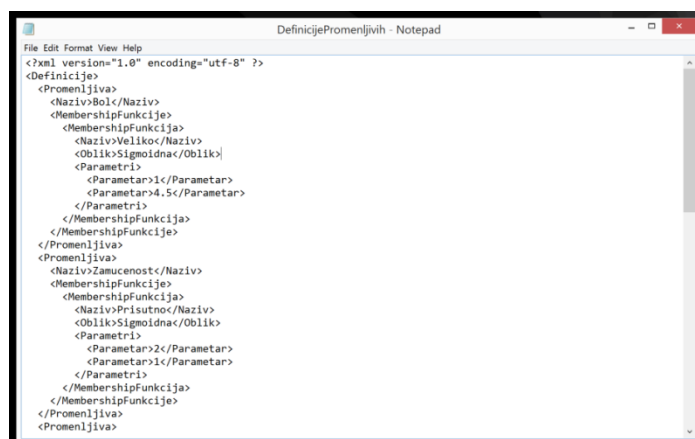 DefinicijePromenljivih - Notepad
File Edit Format View Help
<?xml version="1.0" encoding="utf-8" ?>
<Definicije>
<Promenljiva>
<Naziv>Bol</Naziv>
<MembershipFunkcije>
<MembershipFunkcija>
<Naziv>Veliko</Naziv>
<Oblik>Sigmoidna</Oblik>
<Parametri>
<Parametar>1</Parametar>
<Parametar>4.5</Parametar>
</Parametri>
</MembershipFunkcija>
</MembershipFunkcije>
</Promenljiva>
<Promenljiva>
<Naziv>Zamucenost</Naziv>
<MembershipFunkcije>
<MembershipFunkcija>
<Naziv>Prisutno</Naziv>
<Oblik>Sigmoidna</Oblik>
<Parametri>
<Parametar>2</Parametar>
<Parametar>1</Parametar>
</Parametri>
</MembershipFunkcija>
</MembershipFunkcije>
</Promenljiva>
<Promenljiva>